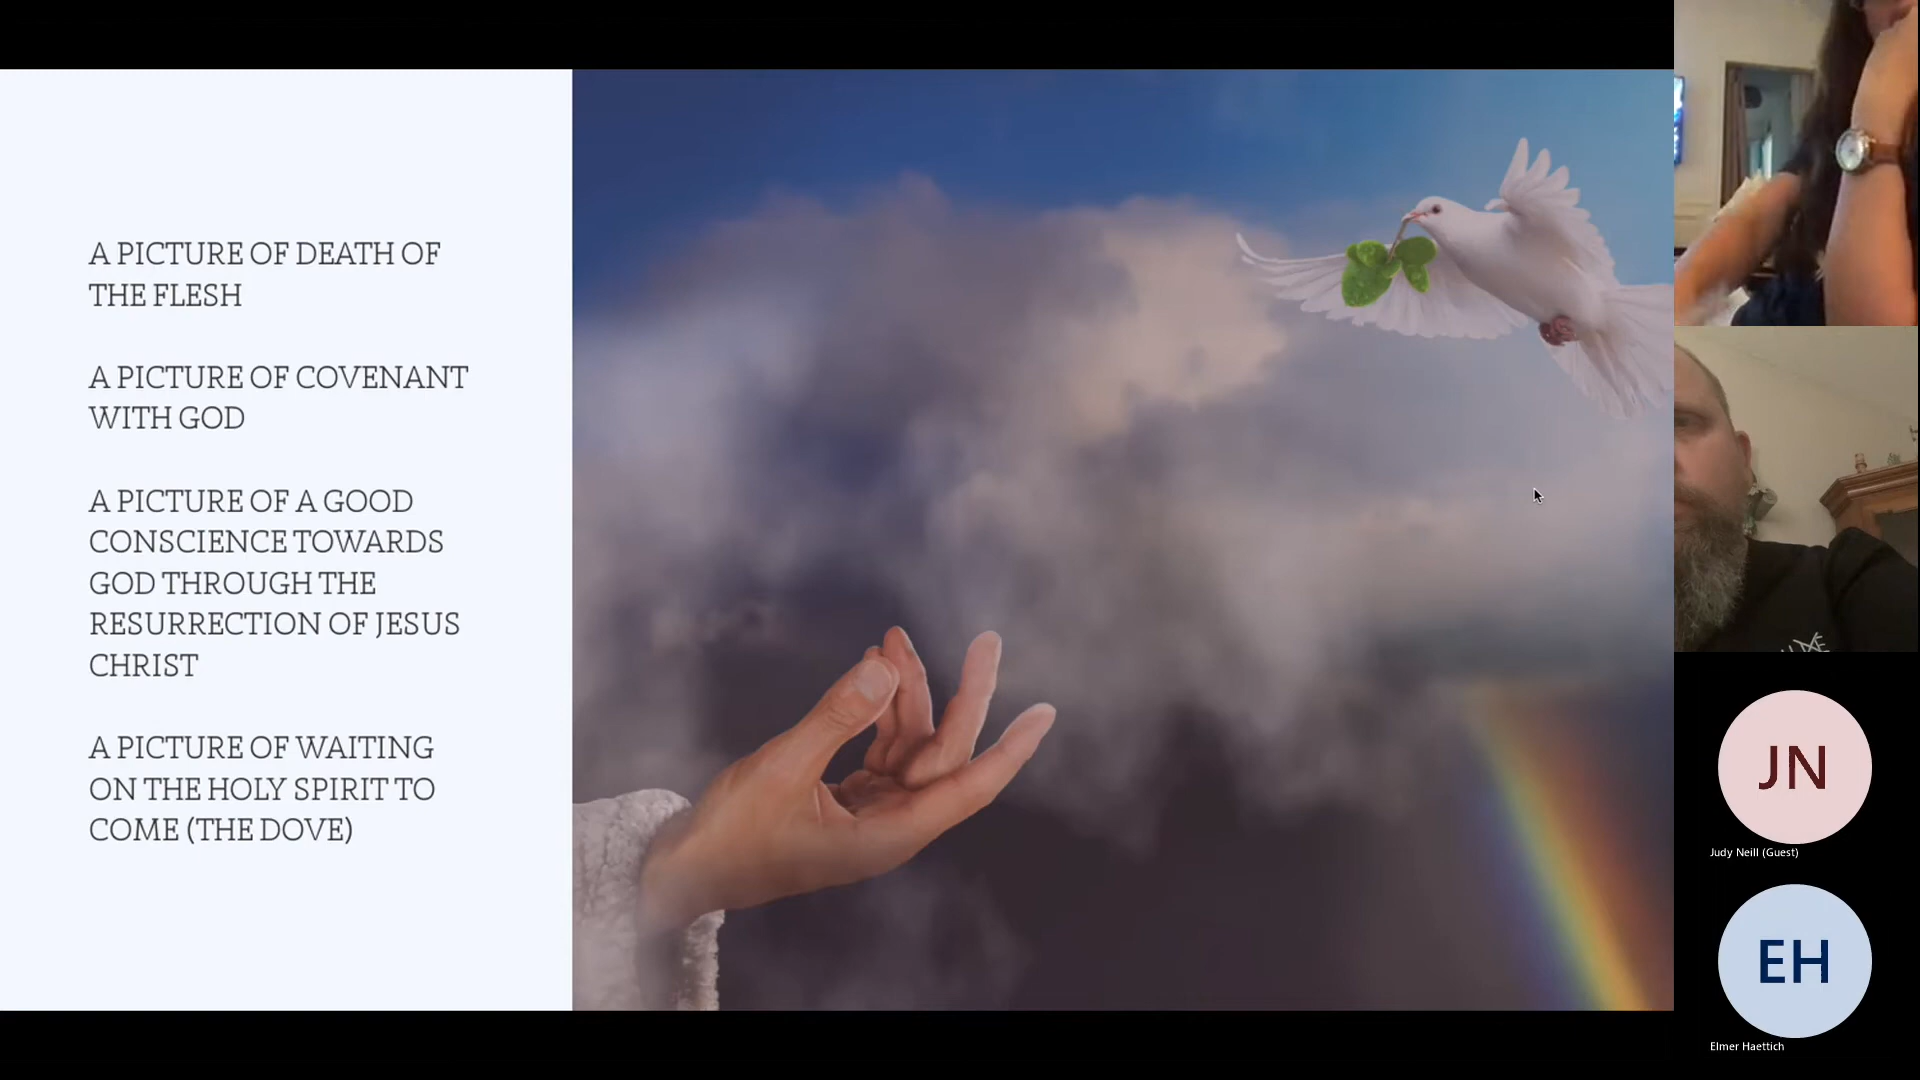 A PICTURE OF DEATH OF
THE FLESH
A PICTURE OF COVENANT
WITH GOD
A PICTURE OF A GOOD
CONSCIENCE TOWARDS
GOD THROUGH THE
RESURRECTION OF JESUS
CHRIST
A PICTURE OF WAITING
ON THE HOLY SPIRIT TO
COME (THE DOVE)
JN
Judy Neill (Guest)
EH
Elmer Haettich